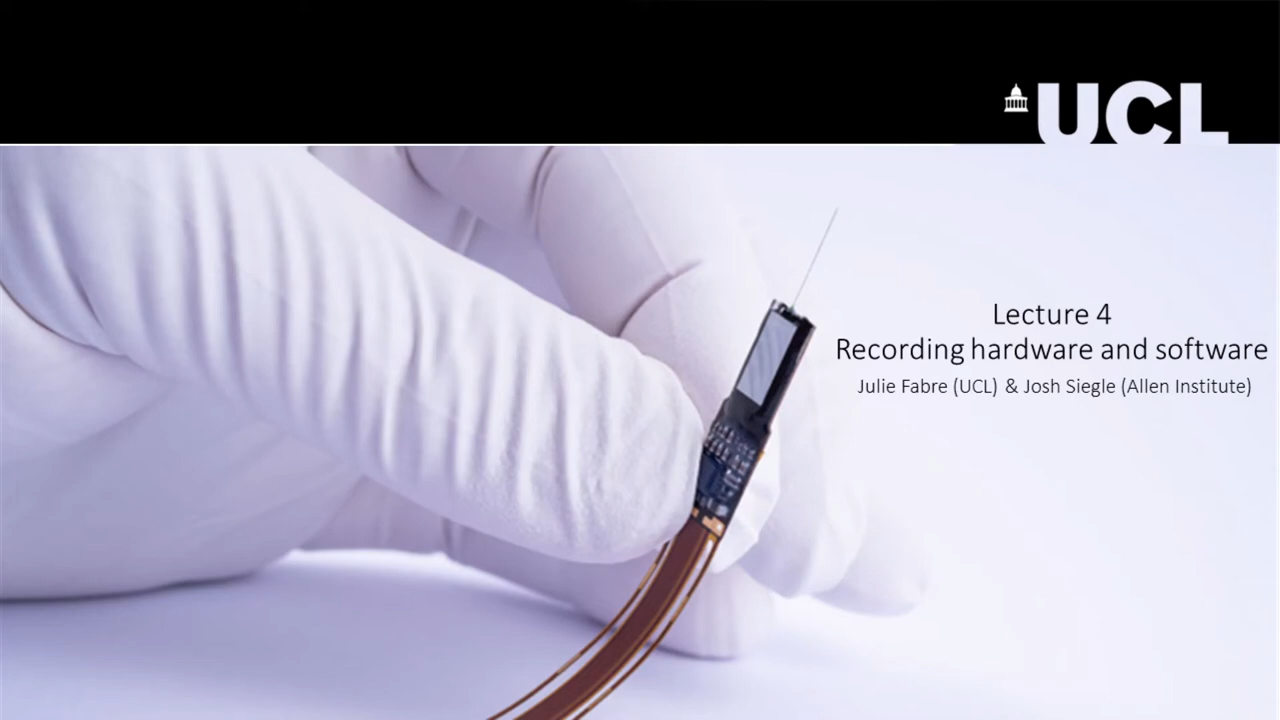 UCL
Lecture 4
Recording hardware and software
Julie Fabre (UCL) & Josh Siegle (Allen Institute)